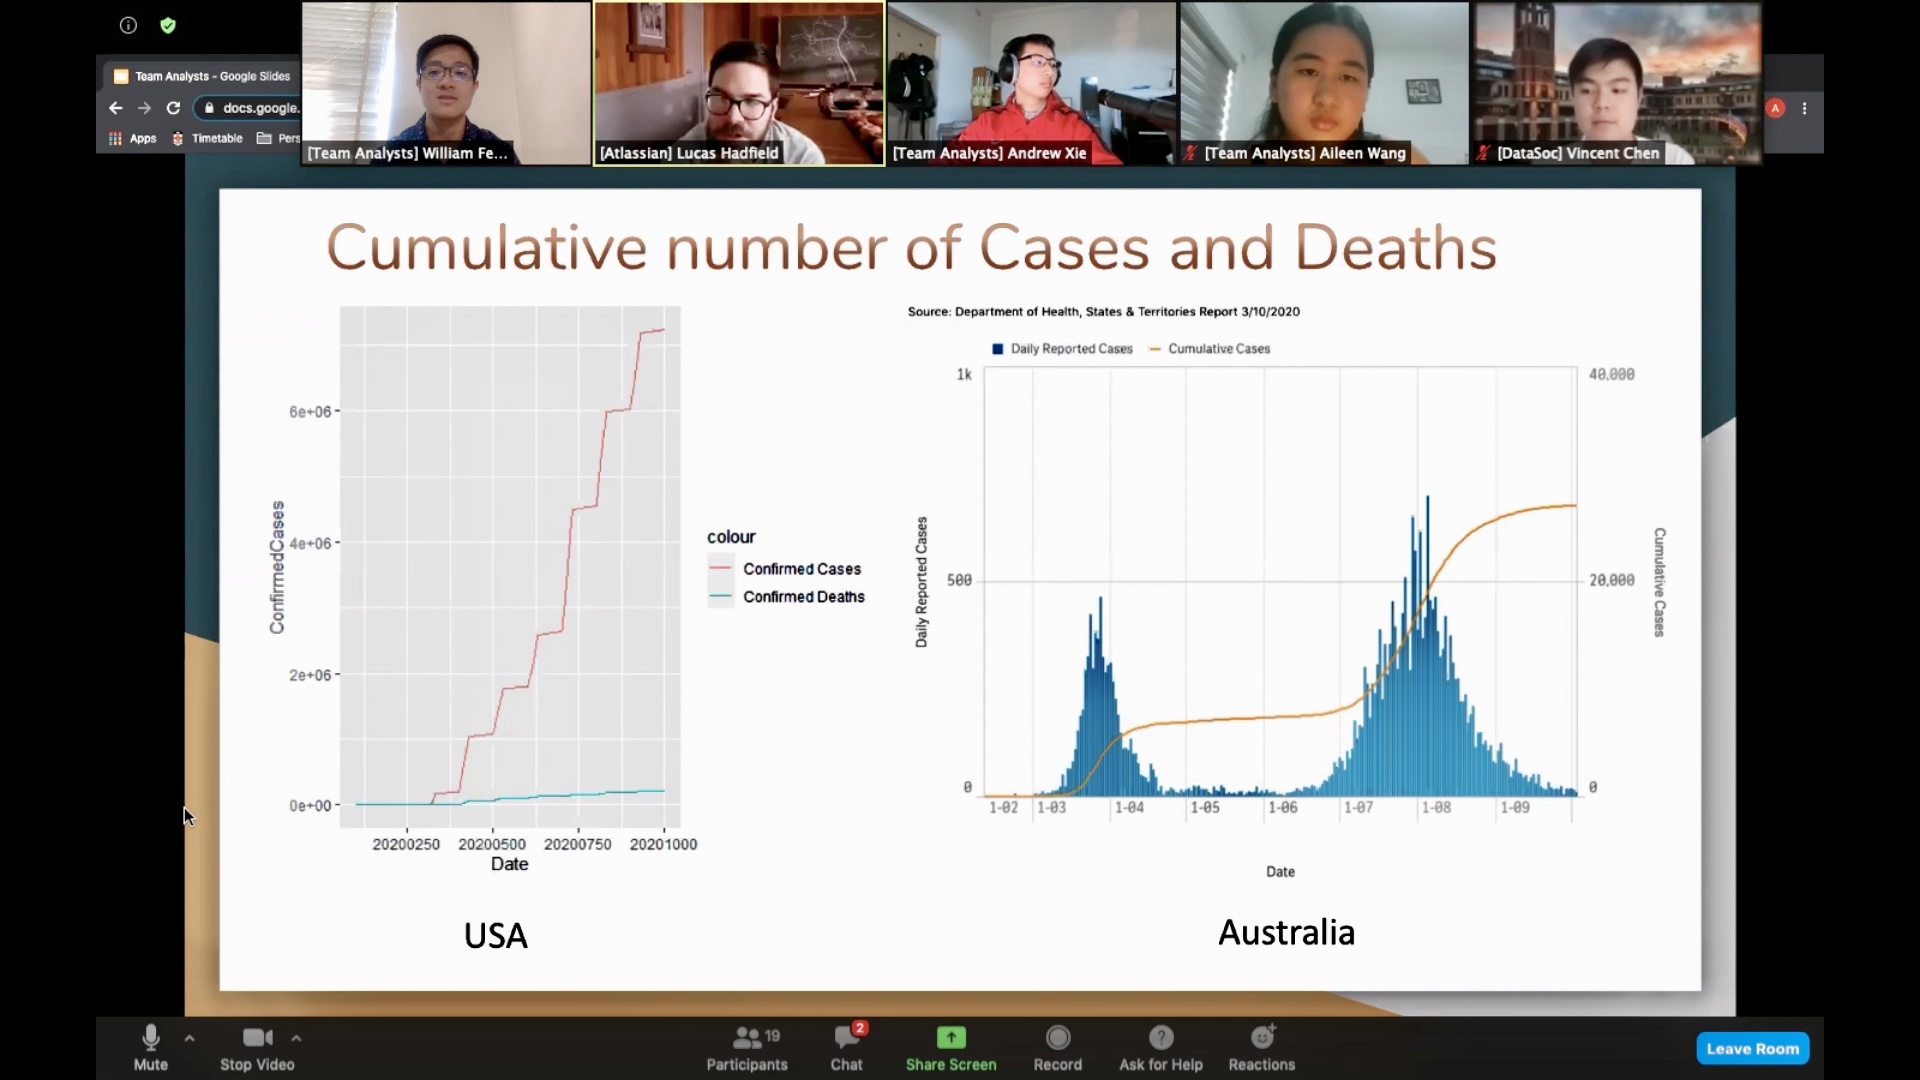 Team Analysts - Google Slides
docs.google.
Apps
Timetable
Pers
A
[Team Analysts] William Fe...
[Atlassian] Lucas Hadfield
[Team Analysts] Andrew Xie
[Team Analysts] Aileen Wang
[DataSoc] Vincent Chen
Cumulative number of Cases and Deaths
ConfirmedCases
6e+06
4e+06
2e+06
0e+00
20200250
20200500
20200750
20201000
Date
colour
Confirmed Cases
Confirmed Deaths
USA
Source: Department of Health, States & Territories Report 3/10/2020
Daily Reported Cases
Cumulative Cases
1k
500
0
Daily Reported Cases
40,000
20,000
0
Cumulative Cases
1-02
1-03
1-04
1-05
1-06
1-07
1-08
1-09
Date
Australia
Mute
Stop Video
19
Participants
2
Chat
Share Screen
Record
Ask for Help
Reactions
Leave Room